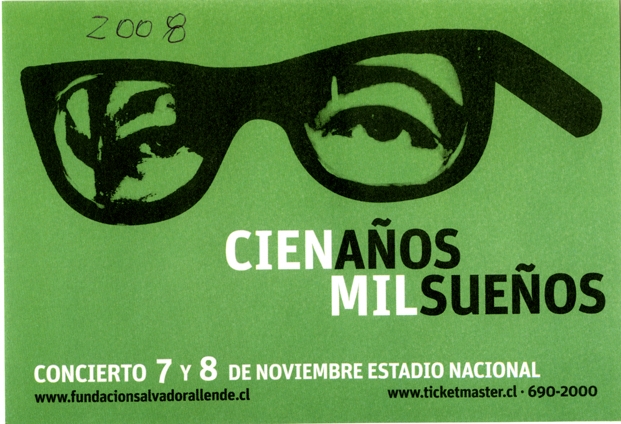 2008
CIENAÑOS
MILSUEÑOS
CONCIERTO 7 Y 8 DE NOVIEMBRE ESTADIO NACIONAL
www.fundacionsalvadorallende.cl www.ticketmaster.cl · 690-2000